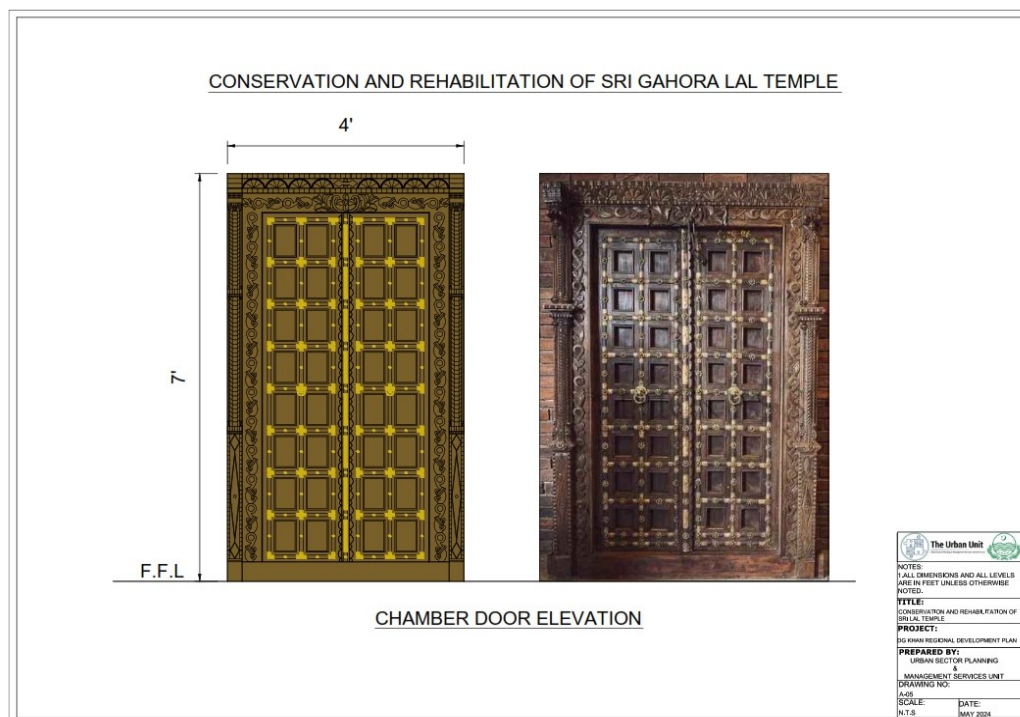 CONSERVATION AND REHABILITATION OF SRI GAHORA LAL TEMPLE
4'
7'
F.F.L
CHAMBER DOOR ELEVATION
The Urban Unit
NOTES:
1.ALL DIMENSIONS AND ALL LEVELS
ARE IN FEET UNLESS OTHERWISE
NOTED.
TITLE:
CONSERVATION AND REHABILITATION OF
SRI LAL TEMPLE
PROJECT:
DG KHAN REGIONAL DEVELOPMENT PLAN
PREPARED BY:
URBAN SECTOR PLANNING
&
MANAGEMENT SERVICES UNIT
DRAWING NO:
A-05
SCALE:
N.T.S
DATE:
MAY 2024